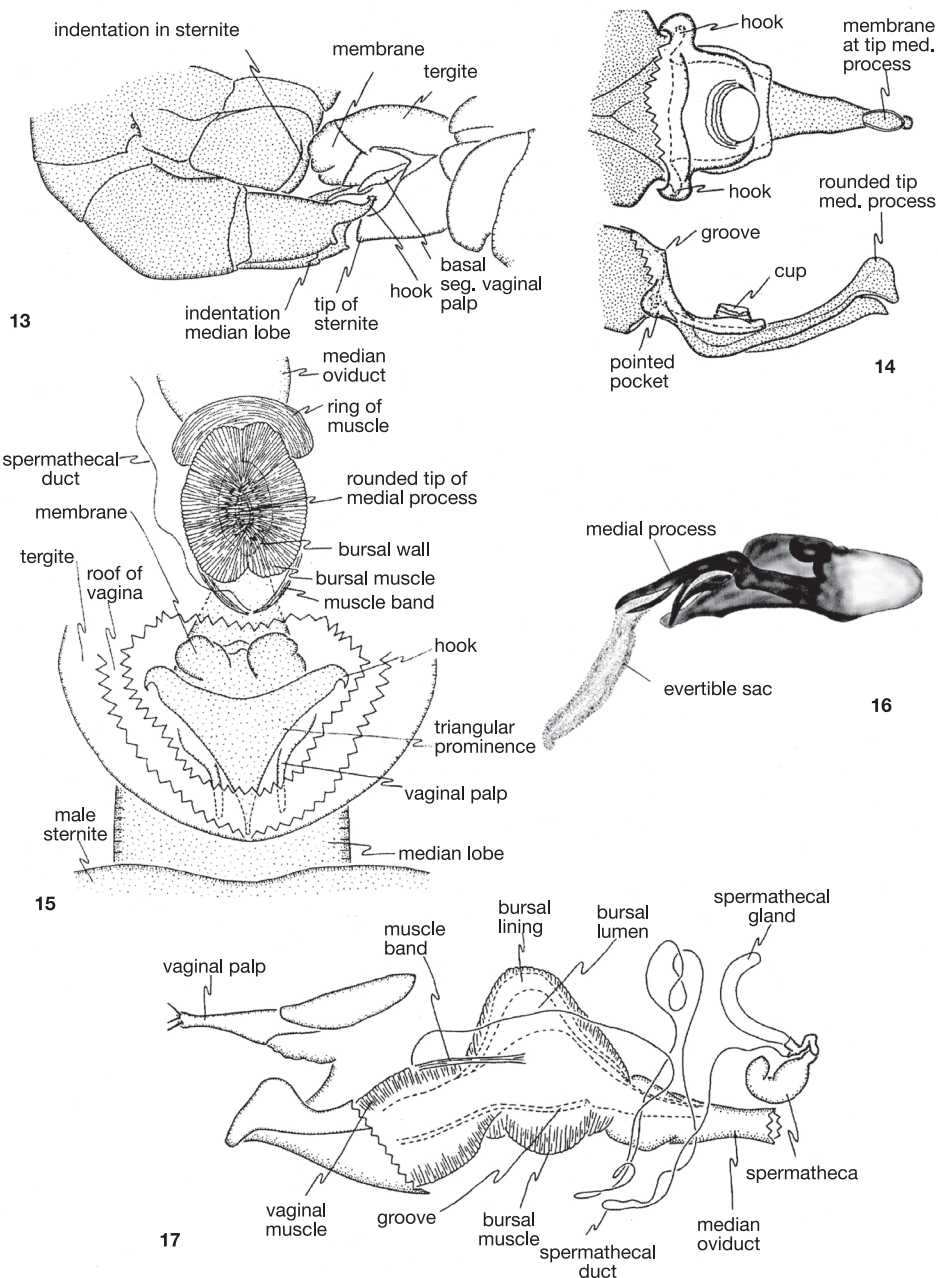 indentation in sternite
membrane
tergite
indentation
median lobe
tip of
sternite
hook
basal
seg. vaginal
palp
13
hook
membrane
at tip med.
process
hook
rounded tip
med. process
groove
cup
pointed
pocket
14
median
oviduct
ring of
muscle
spermathecal
duct
rounded tip of
medial process
membrane
bursal wall
tergite
roof of
vagina
bursal muscle
muscle band
hook
triangular
prominence
vaginal palp
male
sternite
median lobe
15
medial process
evertible sac
16
vaginal palp
muscle
band
bursal
lining
bursal
lumen
spermathecal
gland
spermatheca
vaginal
muscle
groove
bursal
muscle
spermathecal
duct
median
oviduct
17